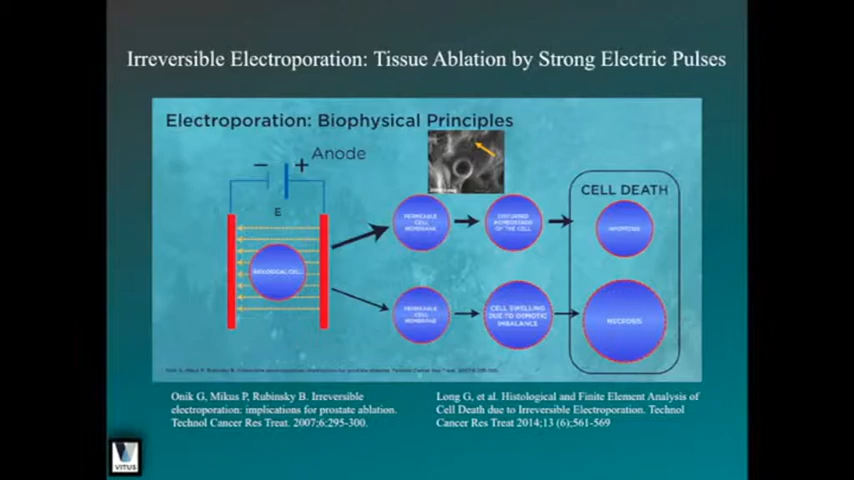 Irreversible Electroporation: Tissue Ablation by Strong Electric Pulses
Electroporation: Biophysical Principles
Anode
− +
E
BIOLOGICAL CELL
PERMEABLE
CELL
MEMBRANE
DISTURBED
HOMEOSTASIS
OF THE CELL
CELL DEATH
APOPTOSIS
PERMEABLE
CELL
MEMBRANE
CELL SWELLING
DUE TO OSMOTIC
IMBALANCE
NECROSIS
Onik G, Mikus P, Rubinsky B. Irreversible
electroporation: implications for prostate ablation.
Technol Cancer Res Treat. 2007;6:295-300.
Long G, et al. Histological and Finite Element Analysis of
Cell Death due to Irreversible Electroporation. Technol
Cancer Res Treat 2014;13 (6);561-569
VITUS